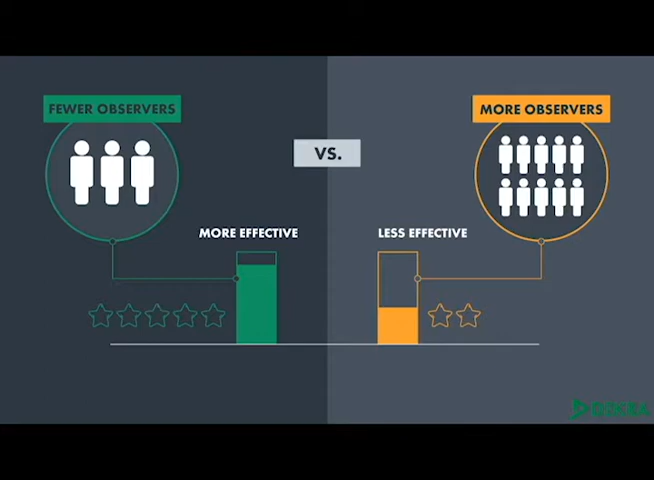 FEWER OBSERVERS
MORE OBSERVERS
VS.
MORE EFFECTIVE
LESS EFFECTIVE